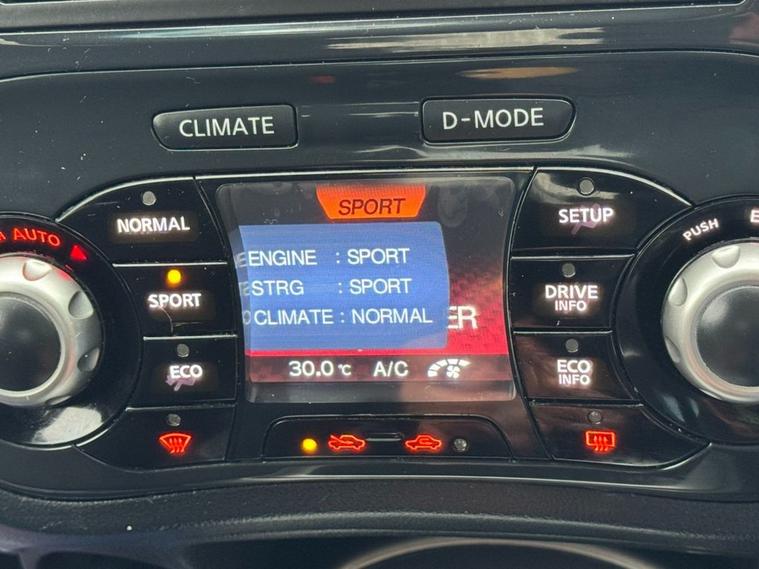 CLIMATE
D-MODE
NORMAL
SPORT
SETUP
PUSH
AUTO
ENGINE : SPORT
SPORT
STRG : SPORT
DRIVE
INFO
CLIMATE : NORMAL
ER
ECO
30.0 ℃ A/C
ECO
INFO